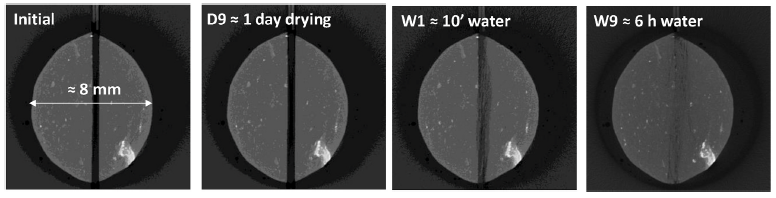 Initial
≈ 8 mm
D9 ≈ 1 day drying
W1 ≈ 10’ water
W9 ≈ 6 h water